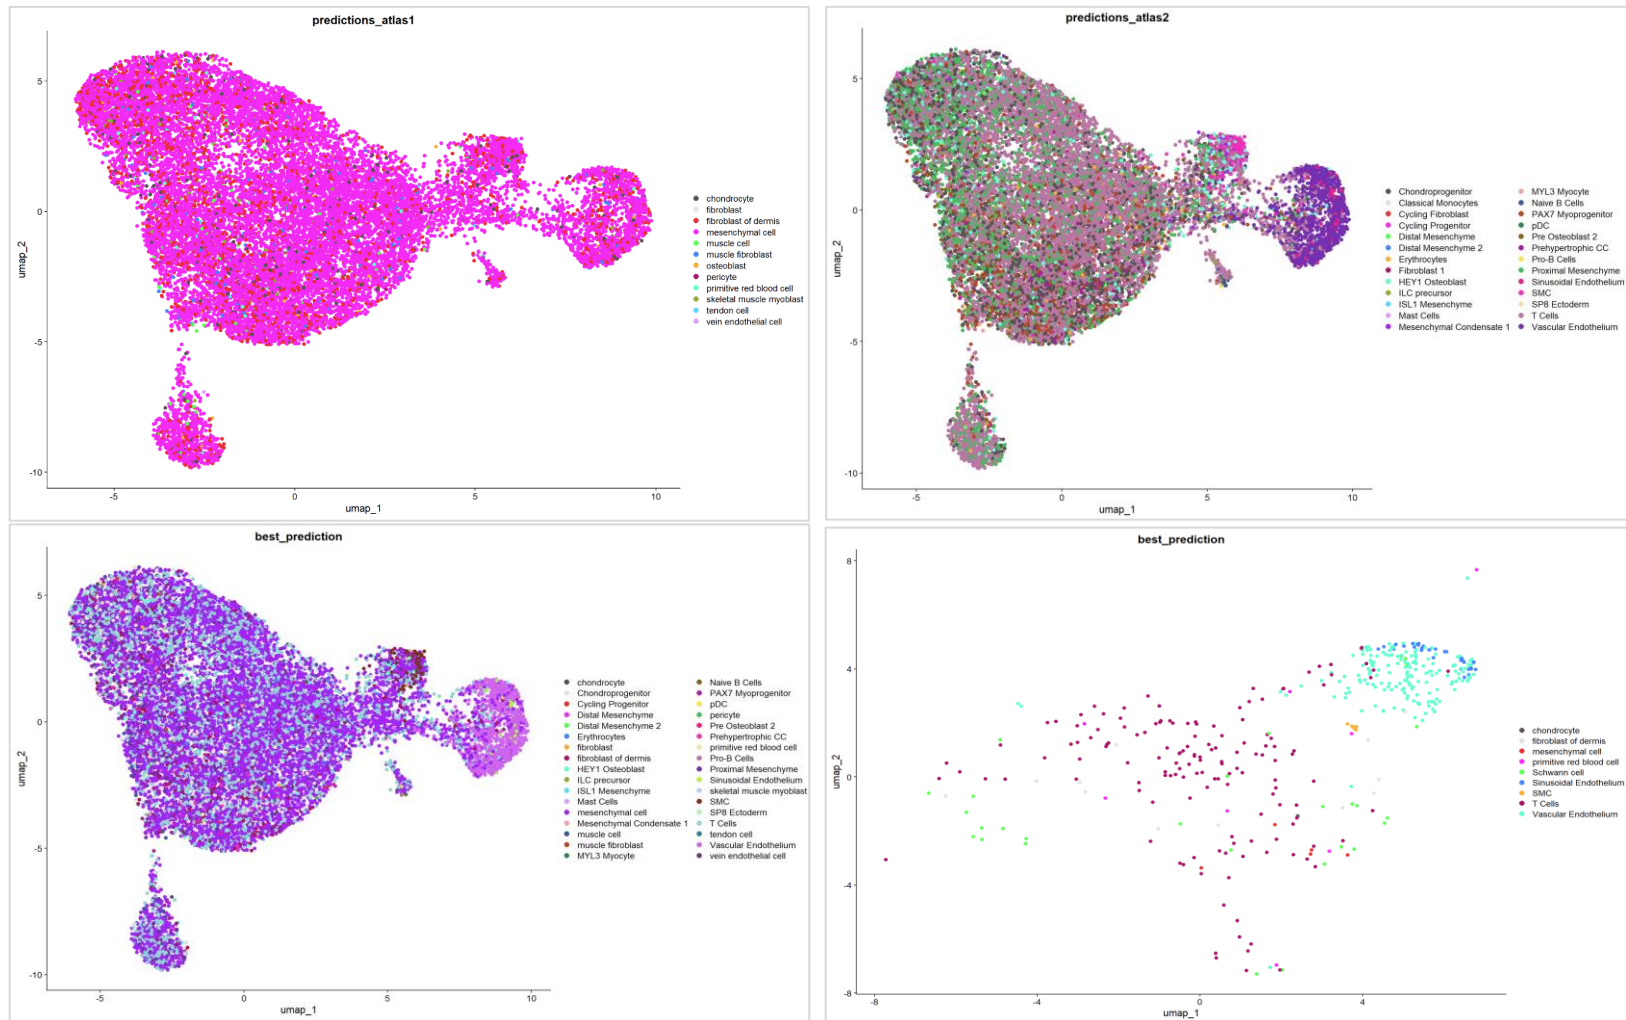 predictions_atlas1
5
0
-5
-10
umap_2
-5
0
5
10
umap_1
chondrocyte
fibroblast
fibroblast of dermis
mesenchymal cell
muscle cell
muscle fibroblast
osteoblast
pericyte
primitive red blood cell
skeletal muscle myoblast
tendon cell
vein endothelial cell
predictions_atlas2
5
0
-5
-10
umap_2
-5
0
5
10
umap_1
Chondroprogenitor
Classical Monocytes
Cycling Fibroblast
Cycling Progenitor
Distal Mesenchyme
Distal Mesenchyme 2
Erythrocytes
Fibroblast 1
HEY1 Osteoblast
ILC precursor
ISL1 Mesenchyme
Mast Cells
Mesenchymal Condensate 1
MYL3 Myocyte
Naive B Cells
PAX7 Myoprogenitor
pDC
Pre Osteoblast 2
Prehypertrophic CC
Pro-B Cells
Proximal Mesenchyme
Sinusoidal Endothelium
SMC
SP8 Ectoderm
T Cells
Vascular Endothelium
best_prediction
5
0
-5
-10
umap_2
-5
0
5
10
umap_1
chondrocyte
Chondroprogenitor
Cycling Progenitor
Distal Mesenchyme
Distal Mesenchyme 2
Erythrocytes
fibroblast
fibroblast of dermis
HEY1 Osteoblast
ILC precursor
ISL1 Mesenchyme
Mast Cells
mesenchymal cell
Mesenchymal Condensate 1
muscle cell
muscle fibroblast
MYL3 Myocyte
Naive B Cells
PAX7 Myoprogenitor
pDC
pericyte
Pre Osteoblast 2
Prehypertrophic CC
primitive red blood cell
Pro-B Cells
Proximal Mesenchyme
Sinusoidal Endothelium
skeletal muscle myoblast
SMC
SP8 Ectoderm
T Cells
tendon cell
Vascular Endothelium
vein endothelial cell
best_prediction
8
4
0
-4
-8
umap_2
-8
-4
0
4
umap_1
chondrocyte
fibroblast of dermis
mesenchymal cell
primitive red blood cell
Schwann cell
Sinusoidal Endothelium
SMC
T Cells
Vascular Endothelium